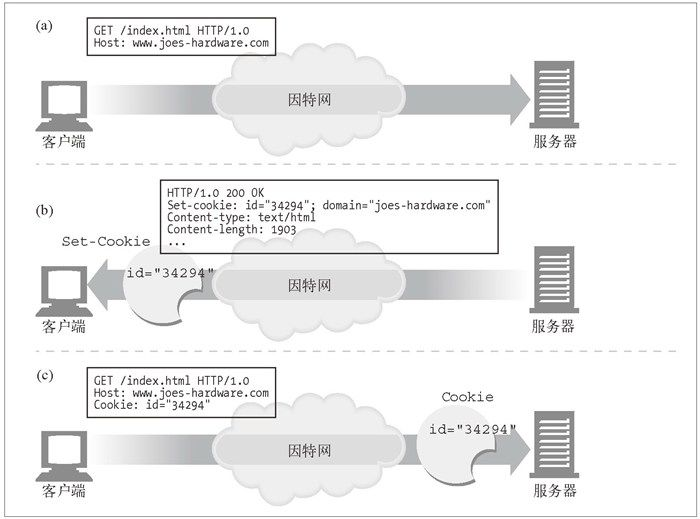 (a)
GET /index.html HTTP/1.0
Host: www.joes-hardware.com
因特网
客户端
服务器
(b)
HTTP/1.0 200 OK
Set-cookie: id="34294"; domain="joes-hardware.com"
Content-type: text/html
Content-length: 1903
...
Set-Cookie
id="34294"
因特网
客户端
服务器
(c)
GET /index.html HTTP/1.0
Host: www.joes-hardware.com
Cookie: id="34294"
Cookie
id="34294"
因特网
客户端
服务器